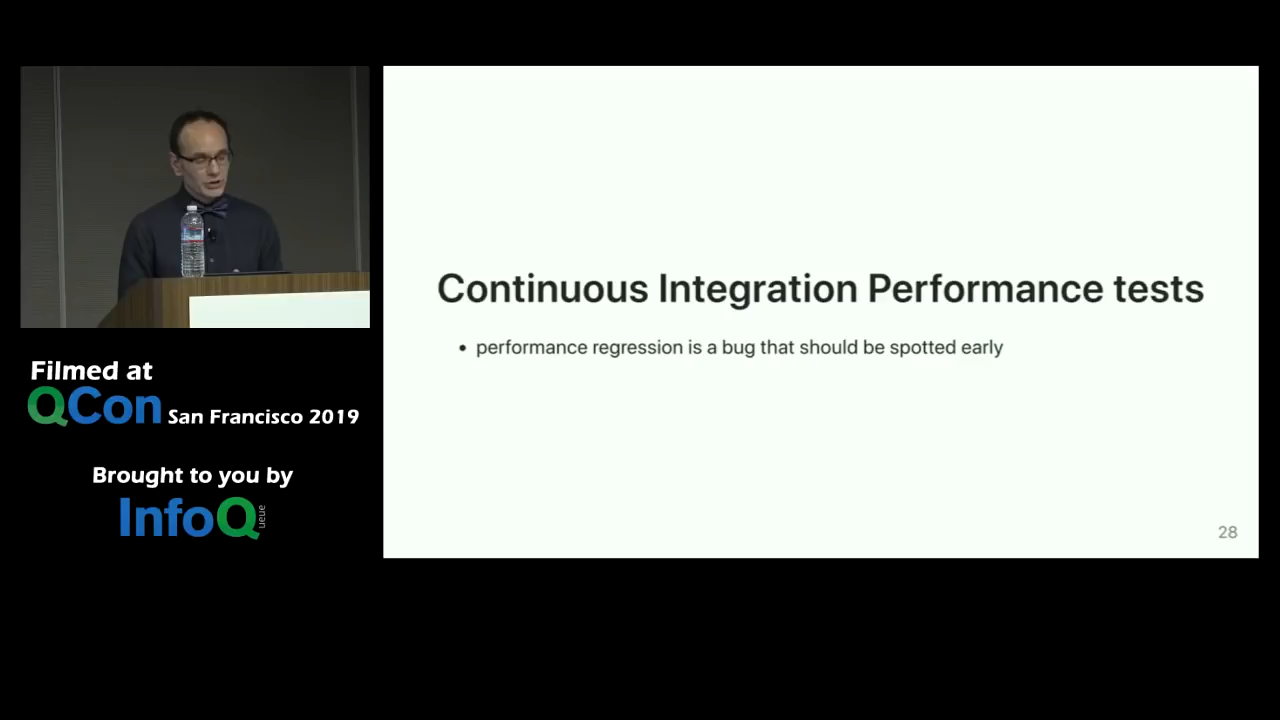 Continuous Integration Performance tests
• performance regression is a bug that should be spotted early
28
Filmed at
QCon San Francisco 2019
Brought to you by
InfoQ
ueue